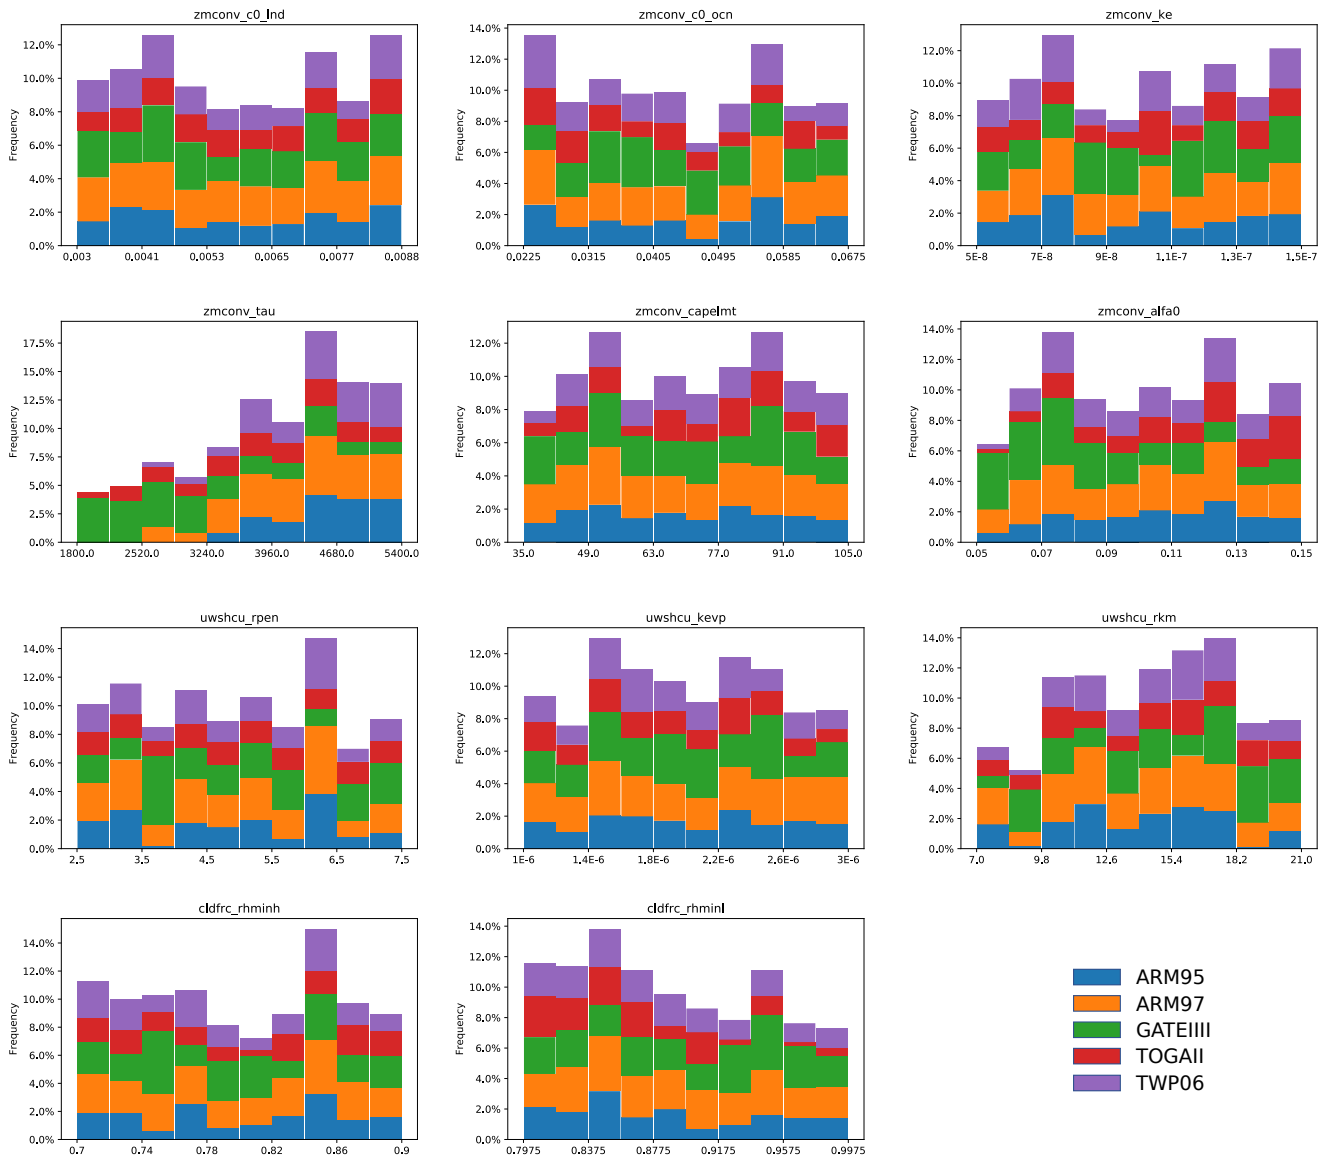 zmconv_c0_lnd
12.0%
10.0%
8.0%
6.0%
4.0%
2.0%
0.0%
Frequency
0.003 0.0041 0.0053 0.0065 0.0077 0.0088
zmconv_c0_ocn
14.0%
12.0%
10.0%
8.0%
6.0%
4.0%
2.0%
0.0%
Frequency
0.0225 0.0315 0.0405 0.0495 0.0585 0.0675
zmconv_ke
12.0%
10.0%
8.0%
6.0%
4.0%
2.0%
0.0%
Frequency
5E-8 7E-8 9E-8 1.1E-7 1.3E-7 1.5E-7
zmconv_tau
17.5%
15.0%
12.5%
10.0%
7.5%
5.0%
2.5%
0.0%
Frequency
1800.0 2520.0 3240.0 3960.0 4680.0 5400.0
zmconv_capelmt
12.0%
10.0%
8.0%
6.0%
4.0%
2.0%
0.0%
Frequency
35.0 49.0 63.0 77.0 91.0 105.0
zmconv_alfa0
14.0%
12.0%
10.0%
8.0%
6.0%
4.0%
2.0%
0.0%
Frequency
0.05 0.07 0.09 0.11 0.13 0.15
uwshcu_rpen
14.0%
12.0%
10.0%
8.0%
6.0%
4.0%
2.0%
0.0%
Frequency
2.5 3.5 4.5 5.5 6.5 7.5
uwshcu_kevp
12.0%
10.0%
8.0%
6.0%
4.0%
2.0%
0.0%
Frequency
1E-6 1.4E-6 1.8E-6 2.2E-6 2.6E-6 3E-6
uwshcu_rkm
14.0%
12.0%
10.0%
8.0%
6.0%
4.0%
2.0%
0.0%
Frequency
7.0 9.8 12.6 15.4 18.2 21.0
cldfrc_rhminh
14.0%
12.0%
10.0%
8.0%
6.0%
4.0%
2.0%
0.0%
Frequency
0.7 0.74 0.78 0.82 0.86 0.9
cldfrc_rhminl
14.0%
12.0%
10.0%
8.0%
6.0%
4.0%
2.0%
0.0%
Frequency
0.7975 0.8375 0.8775 0.9175 0.9575 0.9975
ARM95
ARM97
GATEIIII
TOGAII
TWP06